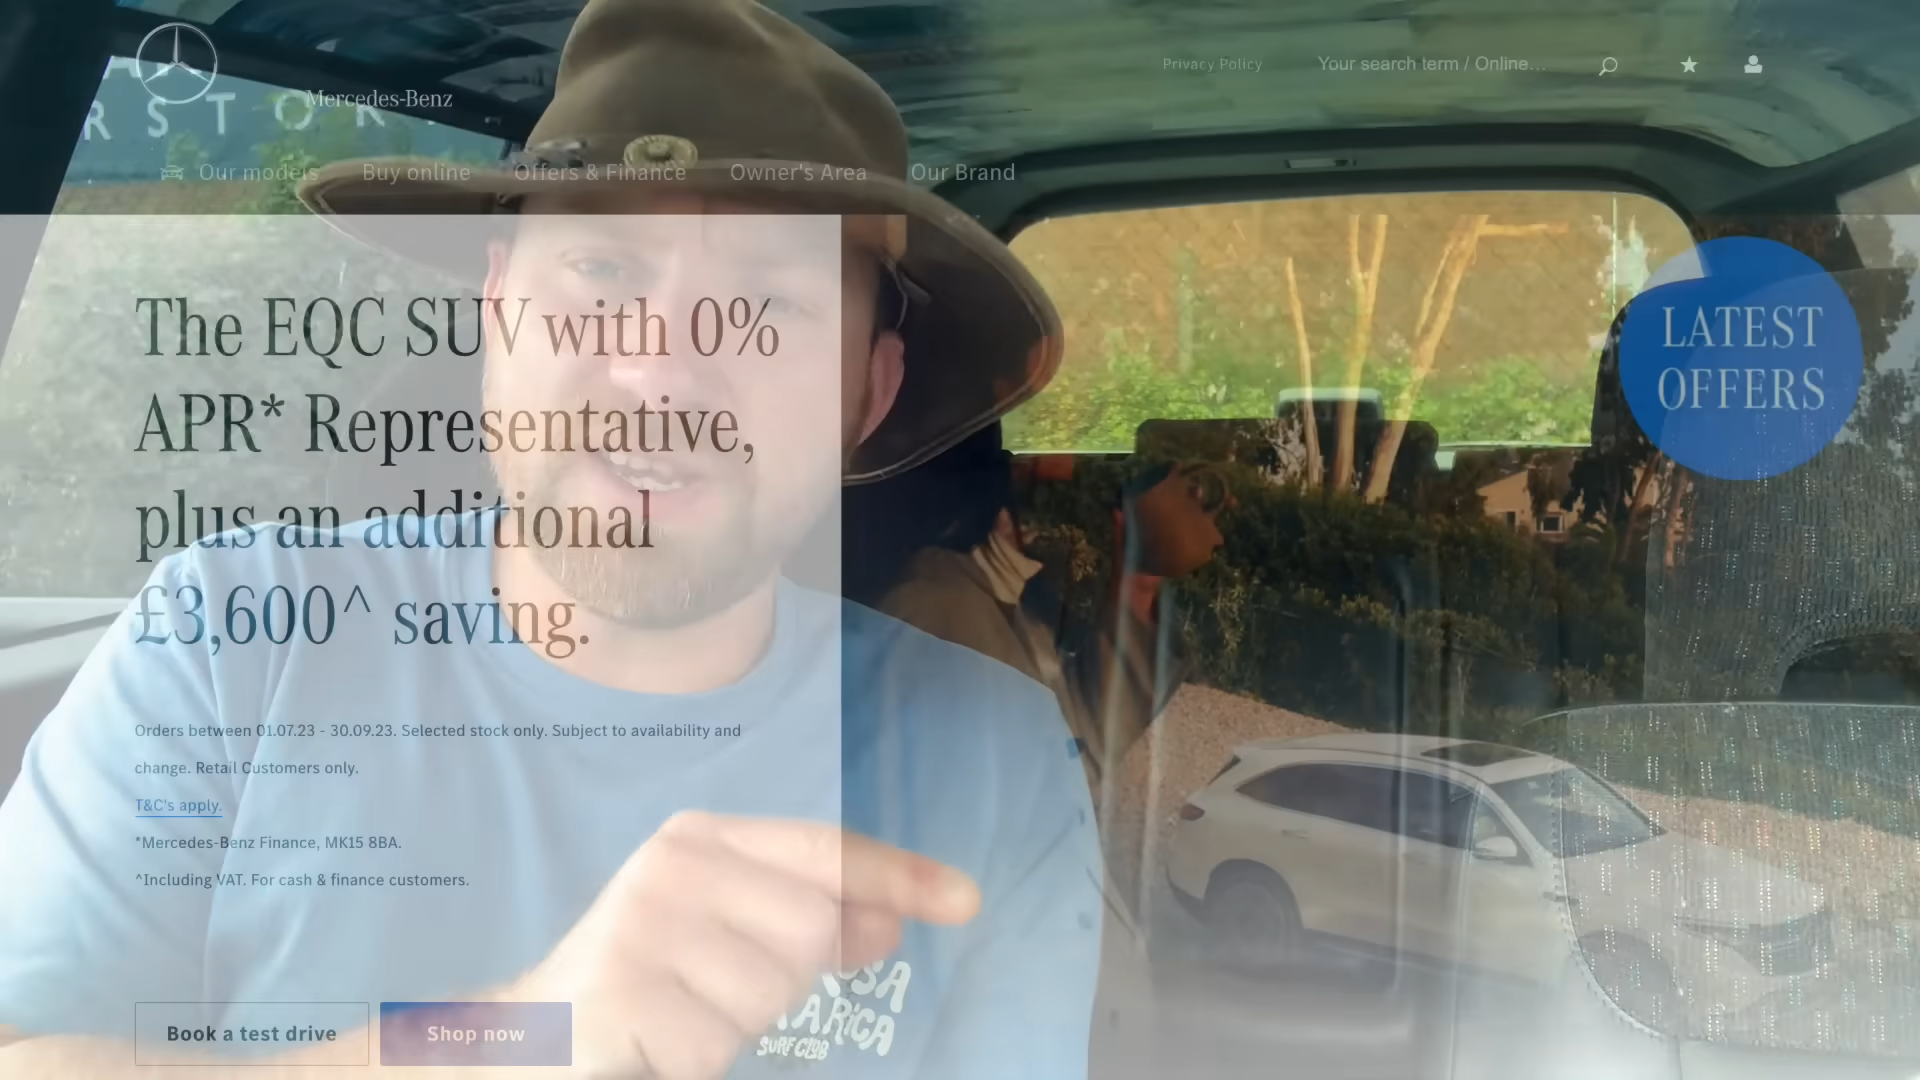 Privacy Policy
Your search term / Online...
Mercedes-Benz
R S T O R
Our models
Buy online
Offers & Finance
Owner's Area
Our Brand
The EQC SUV with 0%
APR* Representative,
plus an additional
£3,600^ saving.
LATEST
OFFERS
Orders between 01.07.23 - 30.09.23. Selected stock only. Subject to availability and
change. Retail Customers only.
T&C's apply.
*Mercedes-Benz Finance, MK15 8BA.
^Including VAT. For cash & finance customers.
Book a test drive
Shop now
SURF CLUB